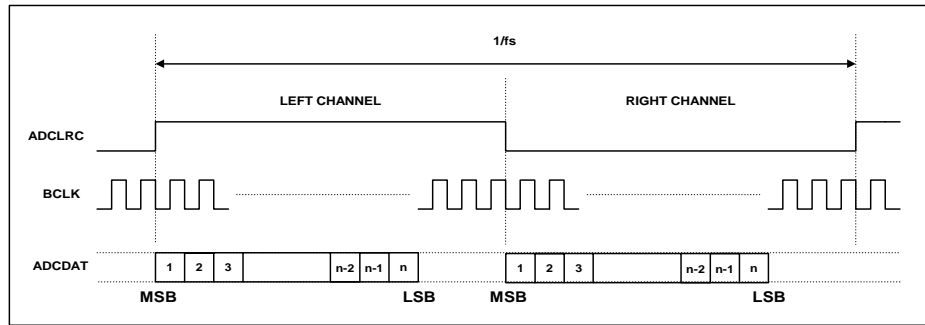 1/fs
LEFT CHANNEL RIGHT CHANNEL
ADCLRC
BCLK
ADCDAT 1 2 3 n-2 n-1 n 1 2 3 n-2 n-1 n
MSB LSB MSB LSB